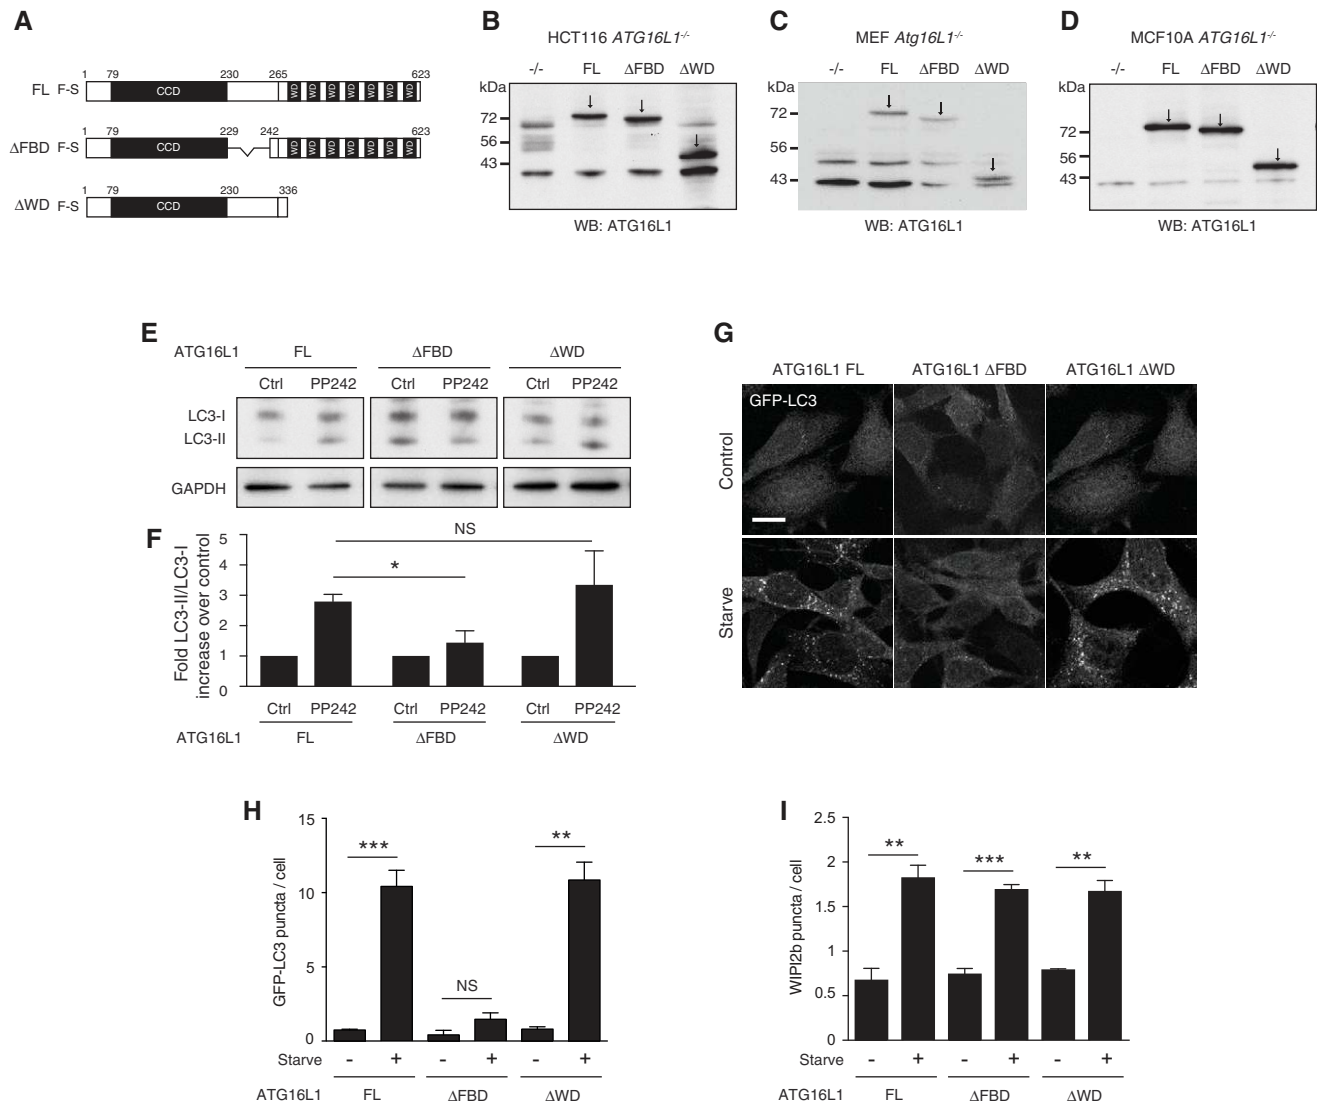 A
1 79 230 265 623
FL F-S CCD WD WD WD WD WD WD WD
1 79 229 242 623
ΔFBD F-S CCD WD WD WD WD WD WD WD
1 79 230 336
ΔWD F-S CCD
B
HCT116 ATG16L1-/-
-/- FL ΔFBD ΔWD
kDa
72
56
43
WB: ATG16L1
C
MEF Atg16L1-/-
-/- FL ΔFBD ΔWD
kDa
72
56
43
WB: ATG16L1
D
MCF10A ATG16L1-/-
-/- FL ΔFBD ΔWD
kDa
72
56
43
WB: ATG16L1
E
ATG16L1 FL ΔFBD ΔWD
Ctrl PP242 Ctrl PP242 Ctrl PP242
LC3-I
LC3-II
GAPDH
F
Fold LC3-II/LC3-I
increase over control
5
4
3
2
1
0
NS
*
Ctrl PP242 Ctrl PP242 Ctrl PP242
ATG16L1 FL ΔFBD ΔWD
G
ATG16L1 FL ATG16L1 ΔFBD ATG16L1 ΔWD
GFP-LC3
Control
Starve
H
GFP-LC3 puncta / cell
15
10
5
0
***
NS
**
Starve - + - + - +
ATG16L1 FL ΔFBD ΔWD
I
WIPI2b puncta / cell
2.5
2
1.5
1
0.5
0
**
***
**
- + - + - +
ATG16L1 FL ΔFBD ΔWD